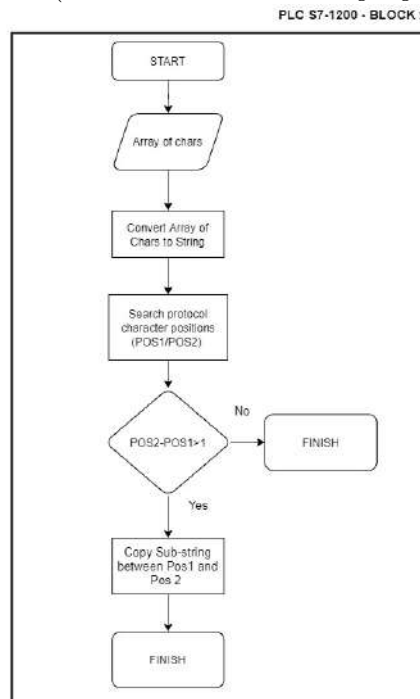 PLC S7-1200 - BLOCK
START
Array of chars
Convert Array of
Chars to String
Search protocol
character positions
(POS1/POS2)
POS2-POS1>1
No
FINISH
Yes
Copy Sub-string
between Pos1 and
Pos 2
FINISH